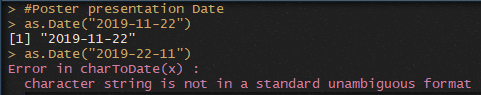 > #Poster presentation Date
> as.Date("2019-11-22")
[1] "2019-11-22"
> as.Date("2019-22-11")
Error in charToDate(x) :
  character string is not in a standard unambiguous format